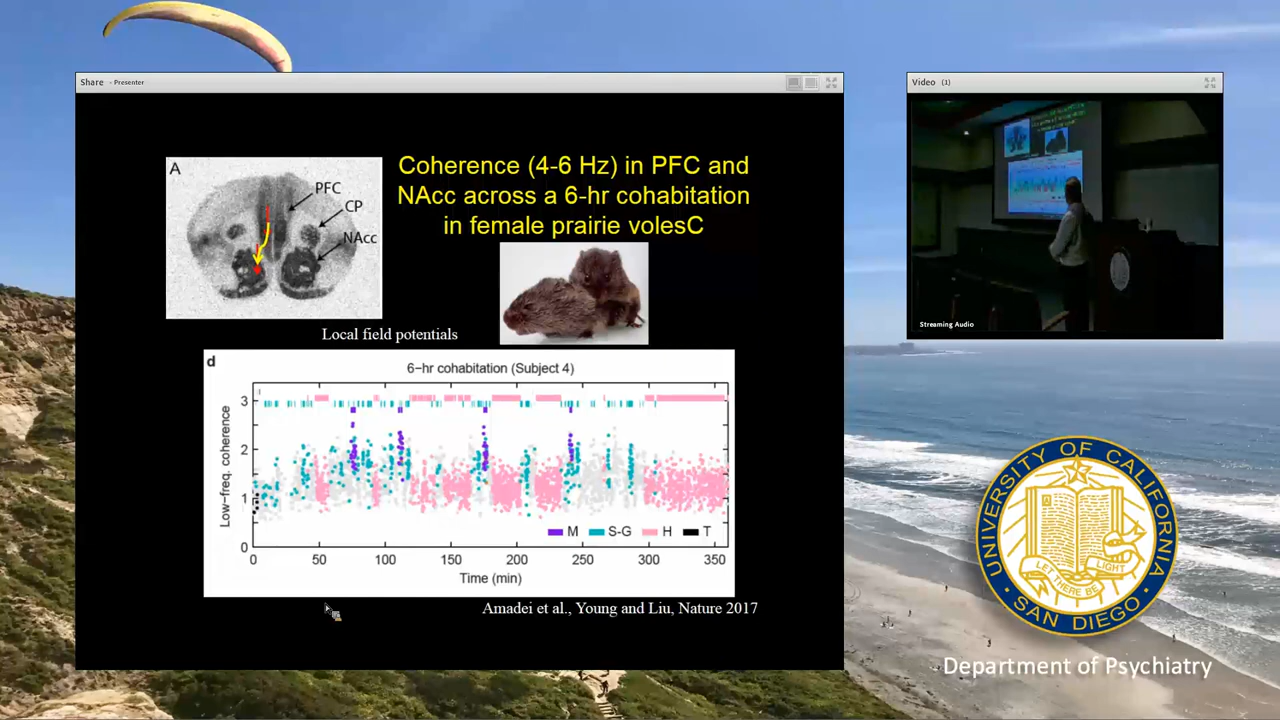 Share - Presenter
A
PFC
CP
NAcc
Coherence (4-6 Hz) in PFC and
NAcc across a 6-hr cohabitation
in female prairie volesC
Local field potentials
d
6−hr cohabitation (Subject 4)
3
2
1
0
Low−freq. coherence
M S-G H T
0 50 100 150 200 250 300 350
Time (min)
Amadei et al., Young and Liu, Nature 2017
Video (1)
Streaming Audio
UNIVERSITY OF CALIFORNIA
LET THERE BE LIGHT
SAN DIEGO
Department of Psychiatry